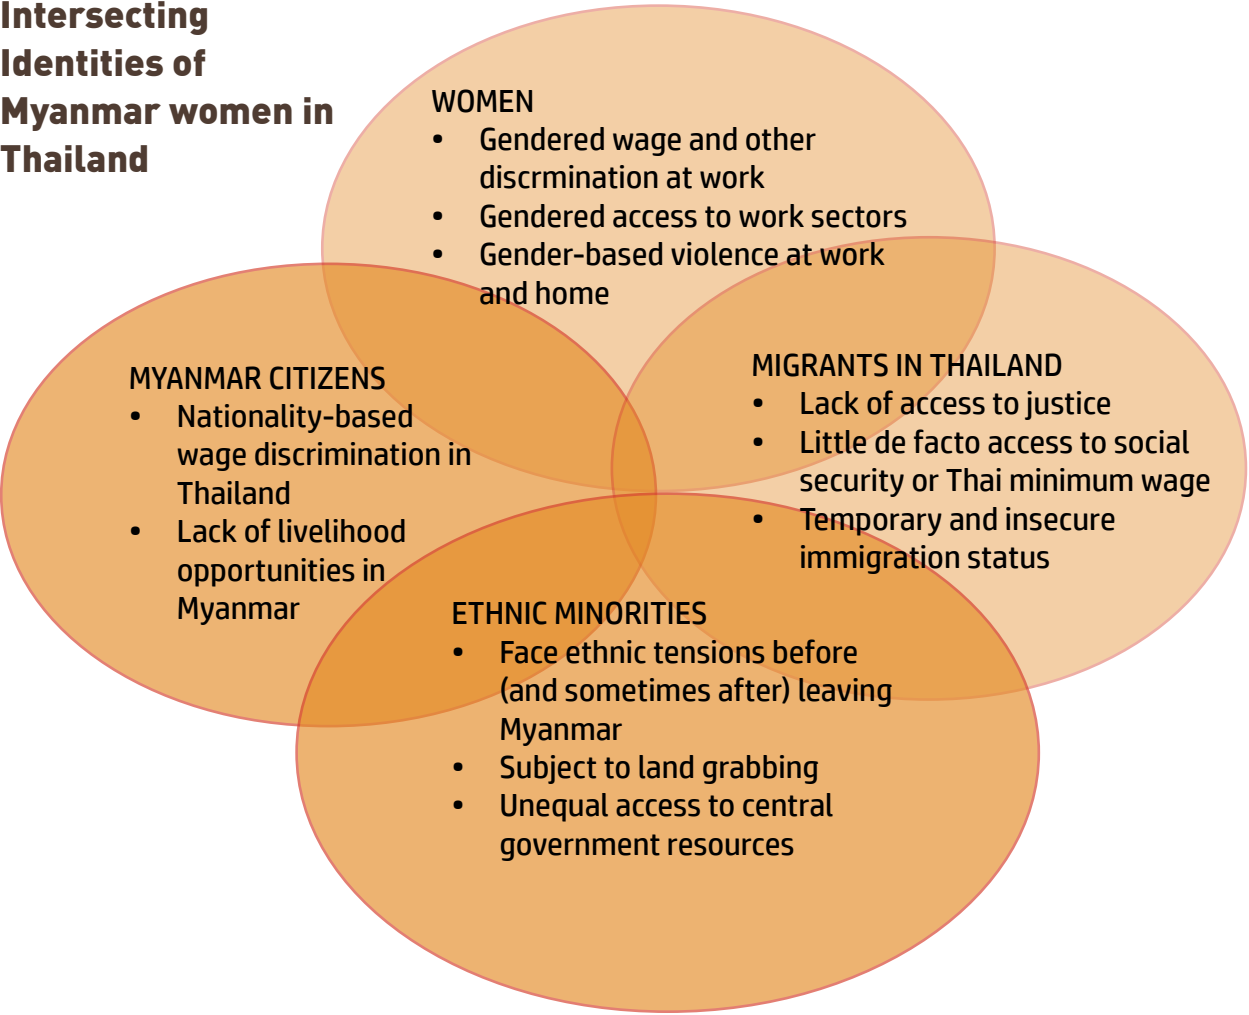 Intersecting
Identities of
Myanmar women in
Thailand
WOMEN
• Gendered wage and other
discrmination at work
• Gendered access to work sectors
• Gender-based violence at work
and home
MYANMAR CITIZENS
• Nationality-based
wage discrimination in
Thailand
• Lack of livelihood
opportunities in
Myanmar
MIGRANTS IN THAILAND
• Lack of access to justice
• Little de facto access to social
security or Thai minimum wage
• Temporary and insecure
immigration status
ETHNIC MINORITIES
• Face ethnic tensions before
(and sometimes after) leaving
Myanmar
• Subject to land grabbing
• Unequal access to central
government resources